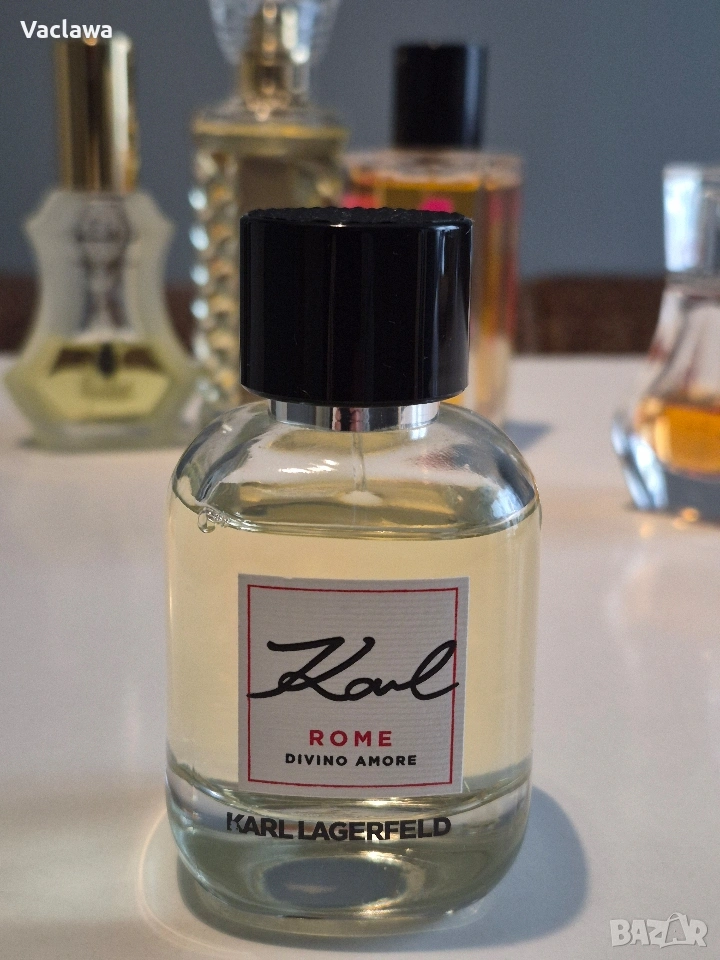 Vaclawa
Karl
ROME
DIVINO AMORE
KARL LAGERFELD
BAZAR